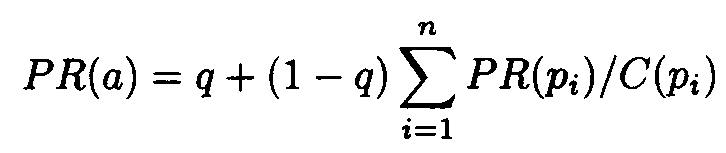 PR(a) = q + (1 − q) ∑_{i=1}^{n} PR(p_i)/C(p_i)